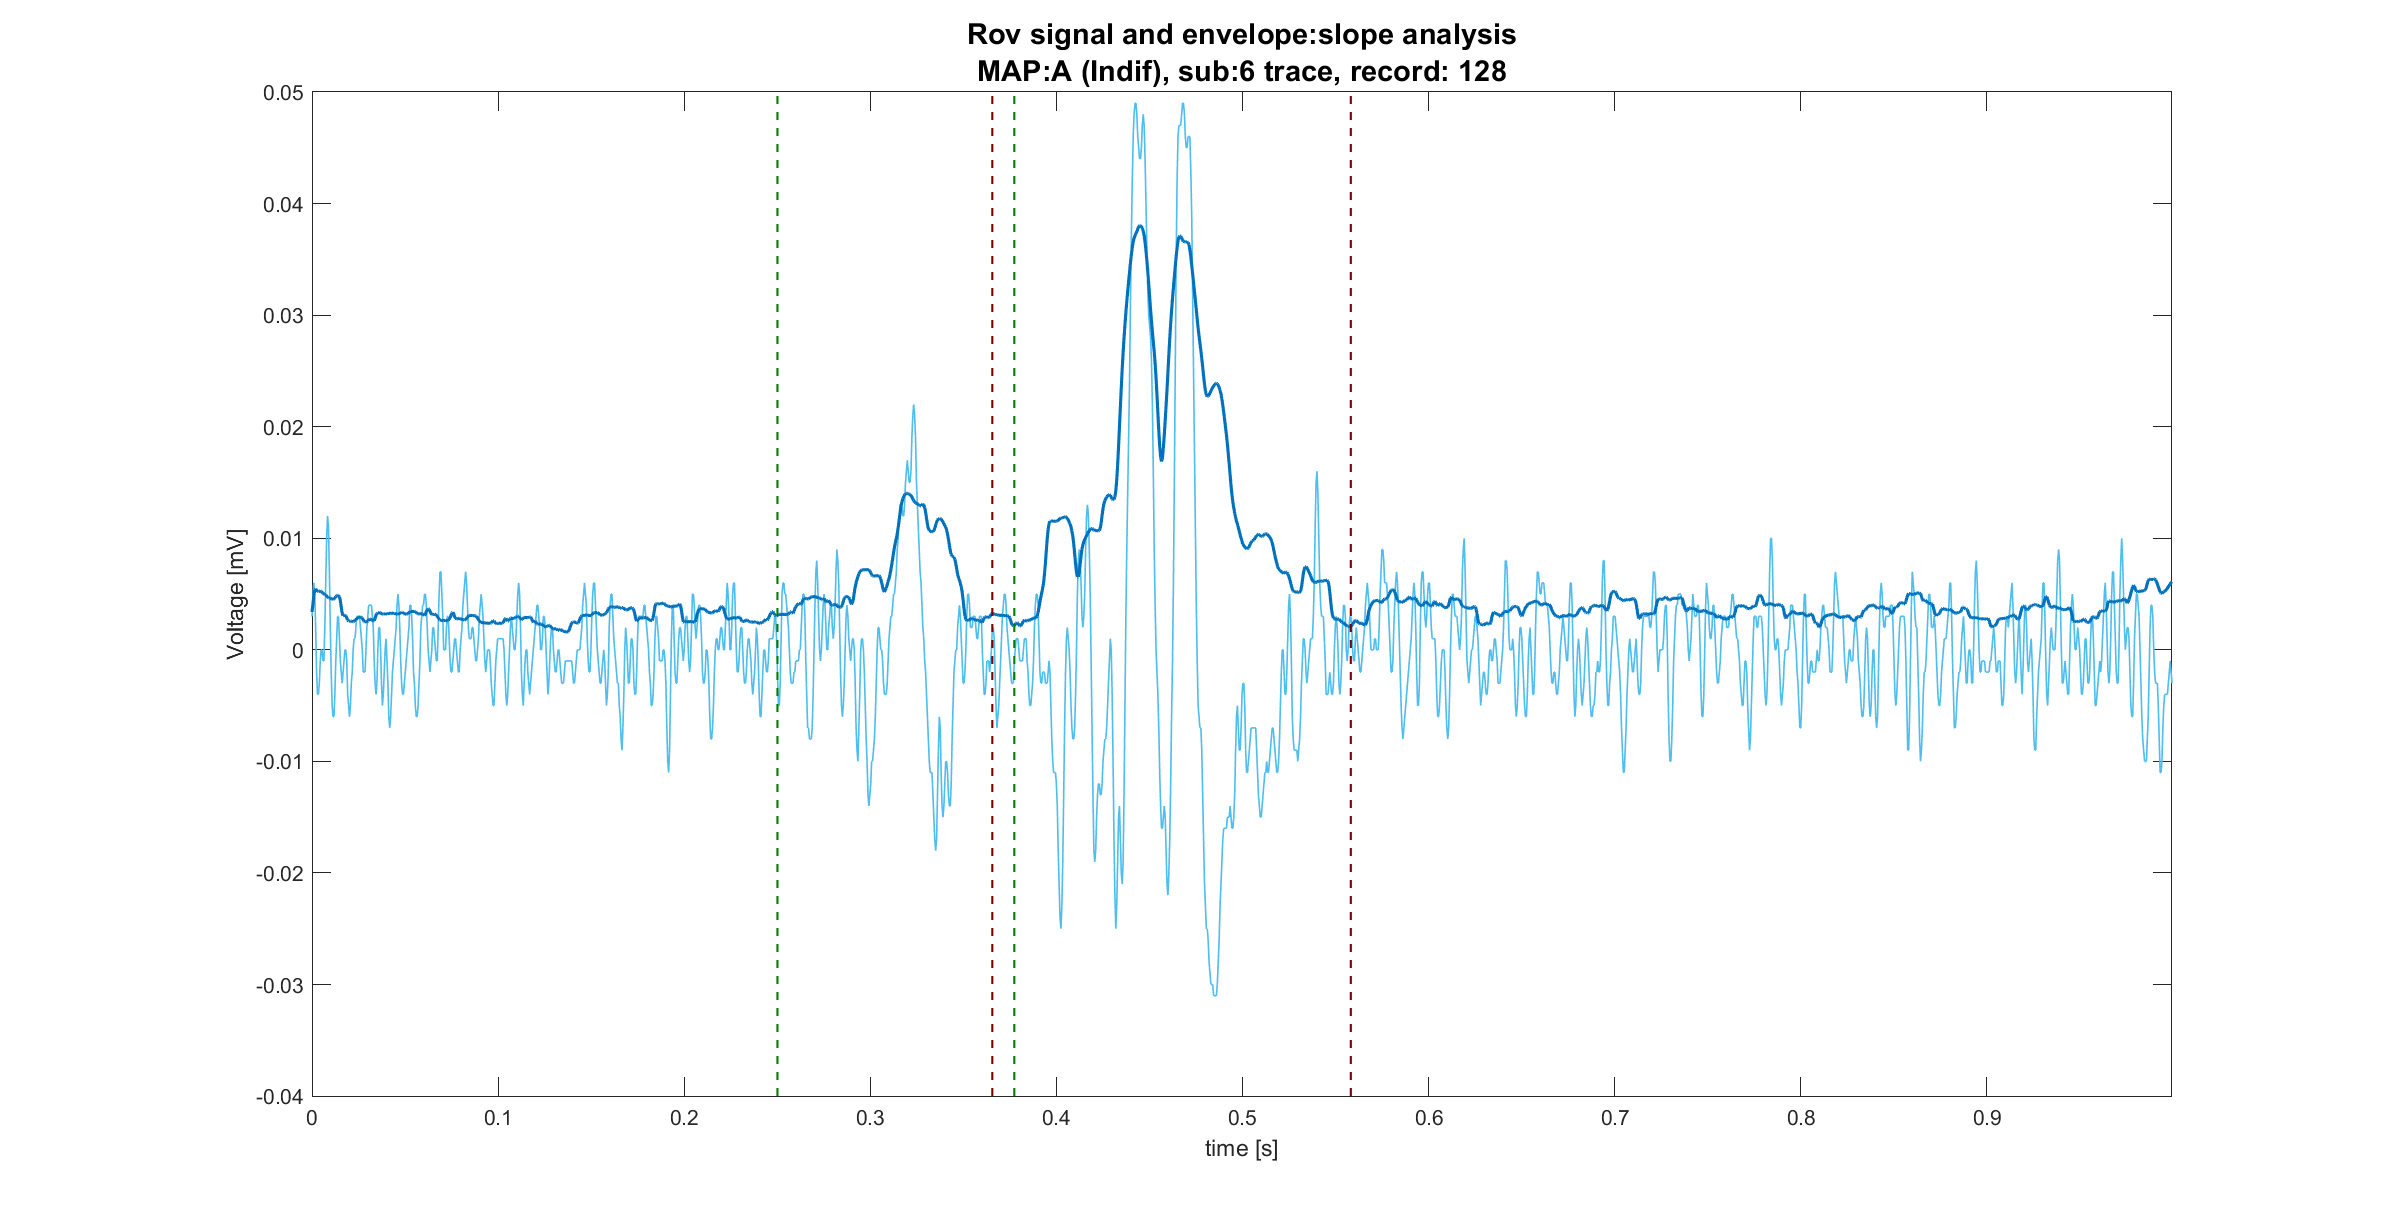 Rov signal and envelope:slope analysis
MAP:A (Indif), sub:6 trace, record: 128
0.05
0.04
0.03
0.02
0.01
0
-0.01
-0.02
-0.03
-0.04
Voltage [mV]
0 0.1 0.2 0.3 0.4 0.5 0.6 0.7 0.8 0.9
time [s]